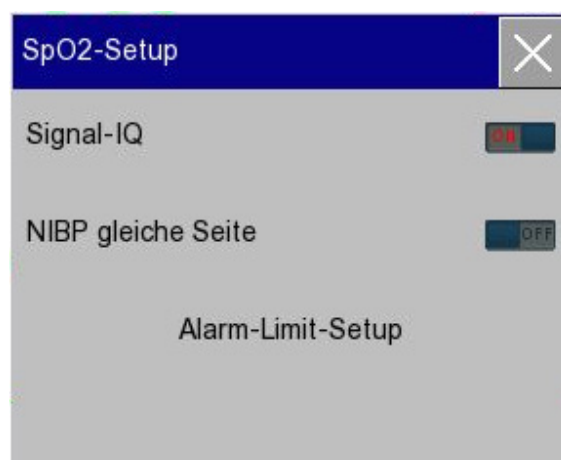 SpO2-Setup
Signal-IQ ON
NIBP gleiche Seite OFF
Alarm-Limit-Setup